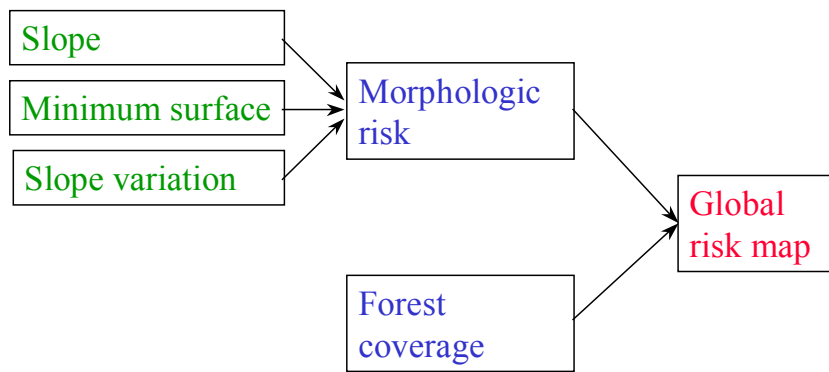 Slope
Minimum surface
Slope variation
Morphologic
risk
Forest
coverage
Global
risk map